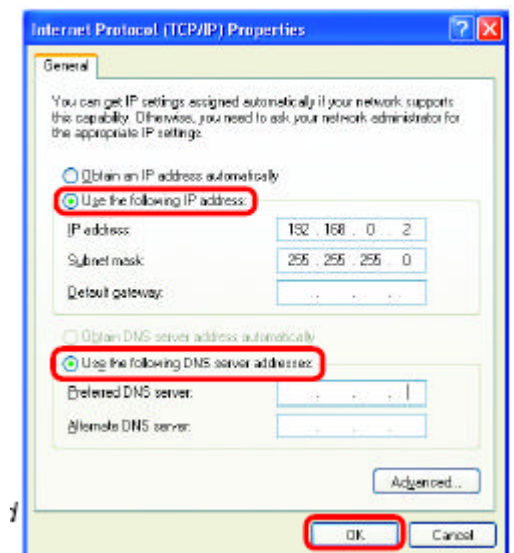 Internet Protocol (TCP/IP) Properties
General
You can get IP settings assigned automatically if your network supports
this capability. Otherwise, you need to ask your network administrator for
the appropriate IP settings.
Obtain an IP address automatically
Use the following IP address:
IP address: 192 . 168 . 0 . 2
Subnet mask: 255 . 255 . 255 . 0
Default gateway: . . .
Obtain DNS server address automatically
Use the following DNS server addresses:
Preferred DNS server: . . .
Alternate DNS server: . . .
Advanced...
d
OK Cancel